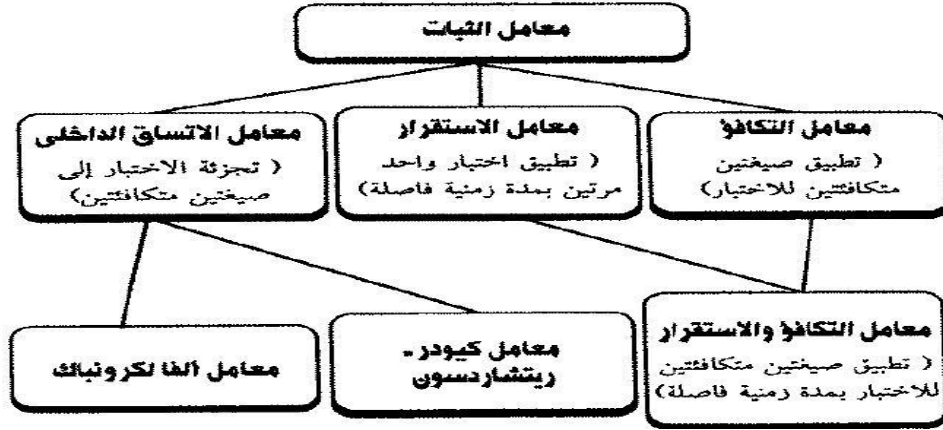 معامل الثبات
معامل التكافؤ
( تطبيق صيغتين
متكافئتين للاختبار)
معامل الاستقرار
( تطبيق اختبار واحد
مرتين بمدة زمنية فاصلة)
معامل الاتساق الداخلى
( تجزئة الاختبار إلى
صيغتين متكافئتين)
معامل التكافؤ والاستقرار
( تطبيق صيغتين متكافئتين
للاختبار بمدة زمنية فاصلة)
معامل كيودر -
ريتشاردسون
معامل ألفا لكرونباك